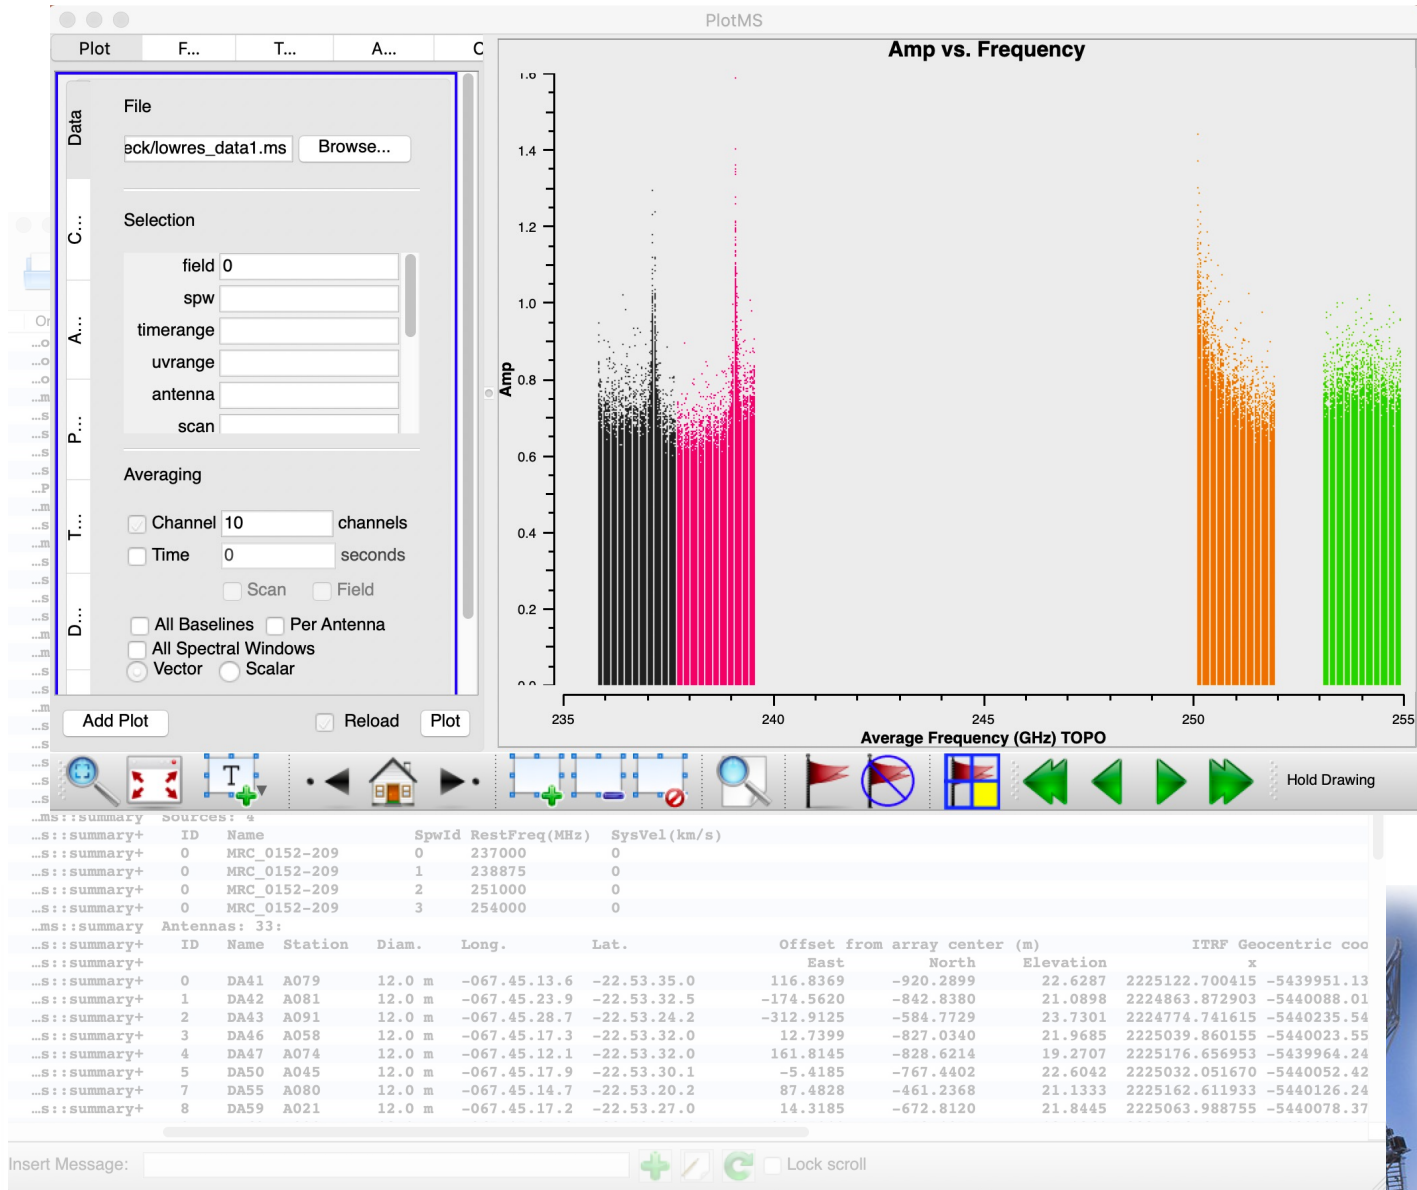 PlotMS
Plot F... T... A... C
Data
C...
A...
P...
T...
D...
File
eck/lowres_data1.ms Browse...
Selection
field 0
spw
timerange
uvrange
antenna
scan
Averaging
Channel 10 channels
Time 0 seconds
Scan Field
All Baselines Per Antenna
All Spectral Windows
Vector Scalar
Add Plot Reload Plot
Amp vs. Frequency
Amp
1.6
1.4
1.2
1.0
0.8
0.6
0.4
0.2
0.0
235 240 245 250 255
Average Frequency (GHz) TOPO
T
Hold Drawing
…ms::summary Sources: 4
…s::summary+ ID Name SpwId RestFreq(MHz) SysVel(km/s)
…s::summary+ 0 MRC_0152-209 0 237000 0
…s::summary+ 0 MRC_0152-209 1 238875 0
…s::summary+ 0 MRC_0152-209 2 251000 0
…s::summary+ 0 MRC_0152-209 3 254000 0
…ms::summary Antennas: 33:
…s::summary+ ID Name Station Diam. Long. Lat. Offset from array center (m) ITRF Geocentric coo
…s::summary+ East North Elevation x
…s::summary+ 0 DA41 A079 12.0 m -067.45.13.6 -22.53.35.0 116.8369 -920.2899 22.6287 2225122.700415 -5439951.13
…s::summary+ 1 DA42 A081 12.0 m -067.45.23.9 -22.53.32.5 -174.5620 -842.8380 21.0898 2224863.872903 -5440088.01
…s::summary+ 2 DA43 A091 12.0 m -067.45.28.7 -22.53.24.2 -312.9125 -584.7729 23.7301 2224774.741615 -5440235.54
…s::summary+ 3 DA46 A058 12.0 m -067.45.17.3 -22.53.32.0 12.7399 -827.0340 21.9685 2225039.860155 -5440023.55
…s::summary+ 4 DA47 A074 12.0 m -067.45.12.1 -22.53.32.0 161.8145 -828.6214 19.2707 2225176.656953 -5439964.24
…s::summary+ 5 DA50 A045 12.0 m -067.45.17.9 -22.53.30.1 -5.4185 -767.4402 22.6042 2225032.051670 -5440052.42
…s::summary+ 7 DA55 A080 12.0 m -067.45.14.7 -22.53.20.2 87.4828 -461.2368 21.1333 2225162.611933 -5440126.24
…s::summary+ 8 DA59 A021 12.0 m -067.45.17.2 -22.53.27.0 14.3185 -672.8120 21.8445 2225063.988755 -5440078.37
Insert Message: Lock scroll